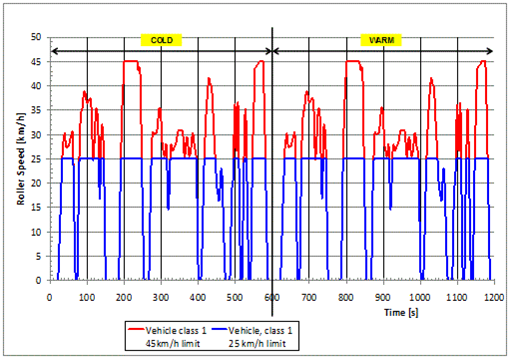 COLD
WARM
50
45
40
35
30
25
20
15
10
5
0
Roller Speed [km/h]
0 100 200 300 400 500 600 700 800 900 1000 1100 1200
Time [s]
Vehicle class 1 Vehicle, class 1
45km/h limit 25 km/h limit